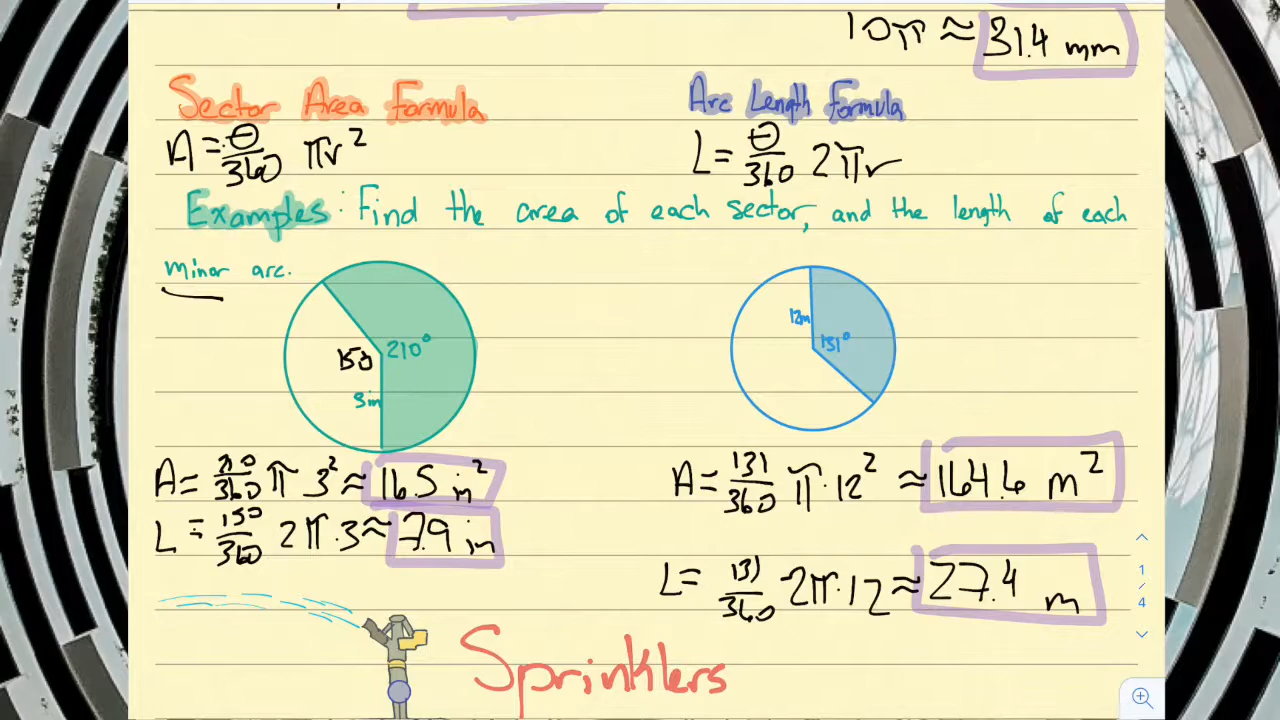 10π ≈ 31.4 mm
Sector Area Formula
A = θ/360 πr²
Arc Length Formula
L = θ/360 2πr
Examples: Find the area of each sector, and the length of each
minor arc.
150
210°
3in
12m
131°
A = 210/360 π 3² ≈ 16.5 in²
L = 150/360 2π·3 ≈ 7.9 in
A = 131/360 π·12² ≈ 164.6 m²
L = 131/360 2π·12 ≈ 27.4 m
Sprinklers
1
/
4